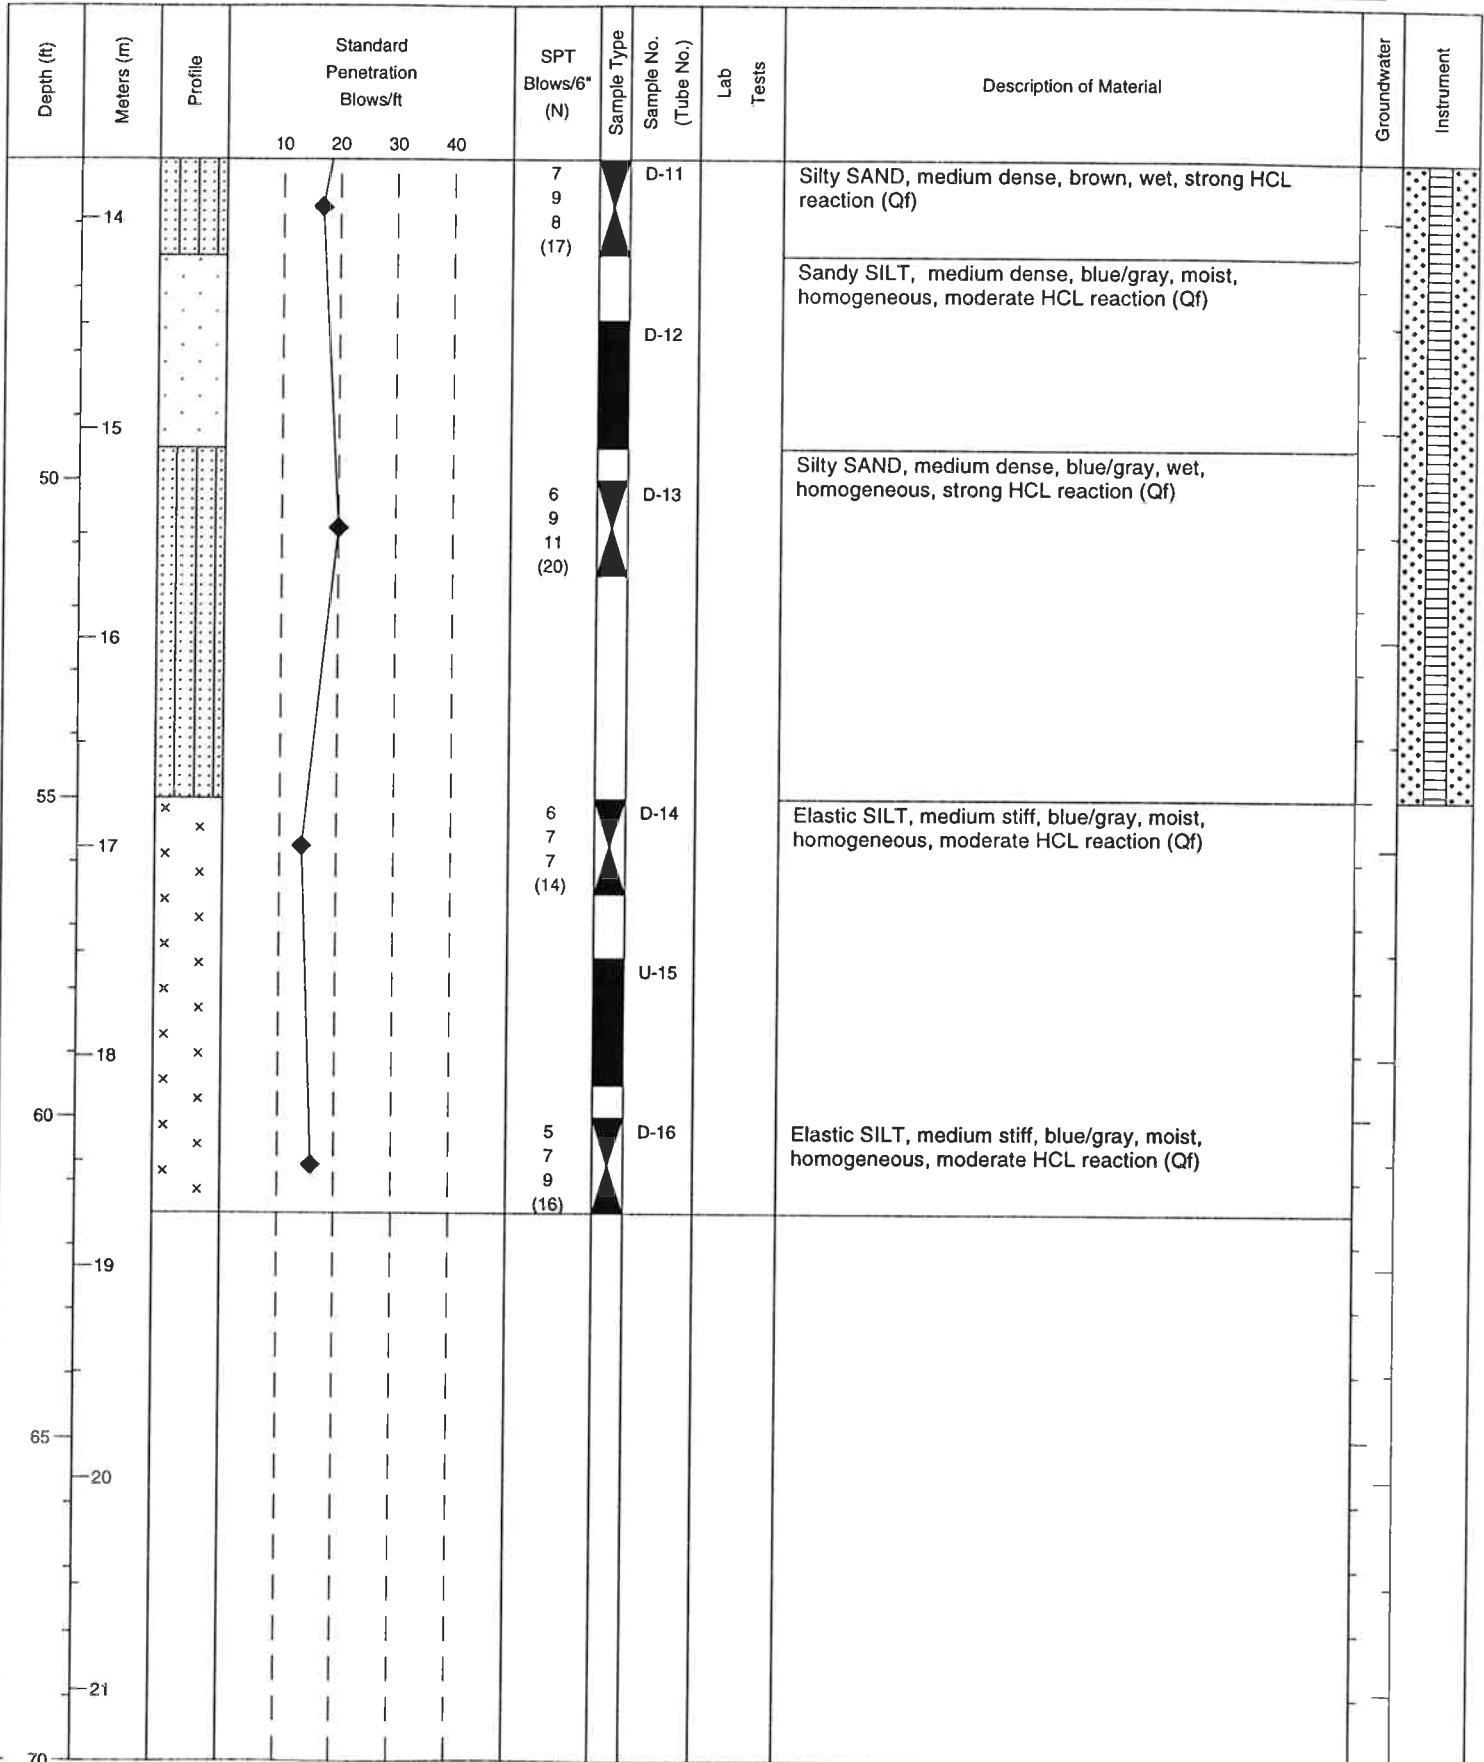 Depth (ft)
Meters (m)
Profile
Standard
Penetration
Blows/ft
10 20 30 40
SPT
Blows/6"
(N)
Sample Type
Sample No.
(Tube No.)
Lab
Tests
Description of Material
Groundwater
Instrument
7
9
8
(17)
D-11
Silty SAND, medium dense, brown, wet, strong HCL
reaction (Qf)
14
Sandy SILT, medium dense, blue/gray, moist,
homogeneous, moderate HCL reaction (Qf)
D-12
15
50
6
9
11
(20)
D-13
Silty SAND, medium dense, blue/gray, wet,
homogeneous, strong HCL reaction (Qf)
16
55
6
7
7
(14)
D-14
Elastic SILT, medium stiff, blue/gray, moist,
homogeneous, moderate HCL reaction (Qf)
17
U-15
18
60
5
7
9
(16)
D-16
Elastic SILT, medium stiff, blue/gray, moist,
homogeneous, moderate HCL reaction (Qf)
19
65
20
21
70